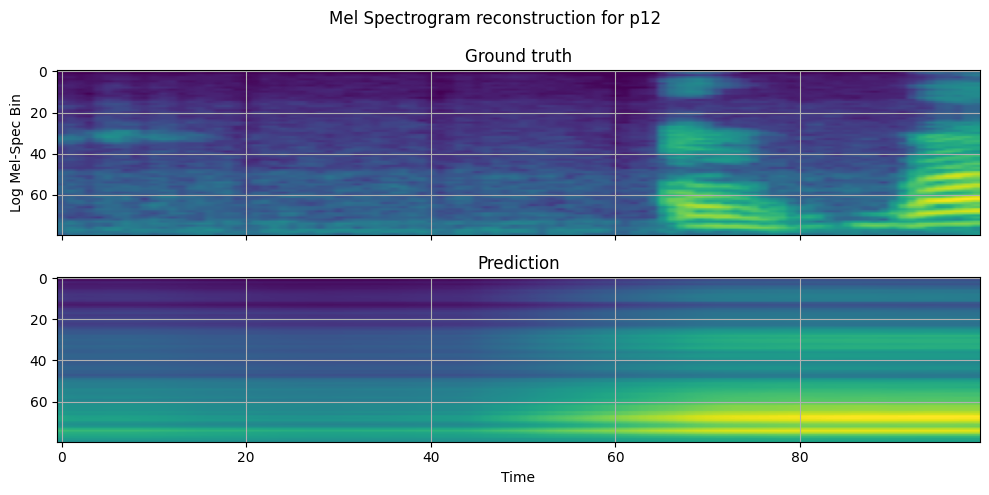 Mel Spectrogram reconstruction for p12
Ground truth
Log Mel-Spec Bin
0
20
40
60
Prediction
0
20
40
60
0 20 40 60 80
Time